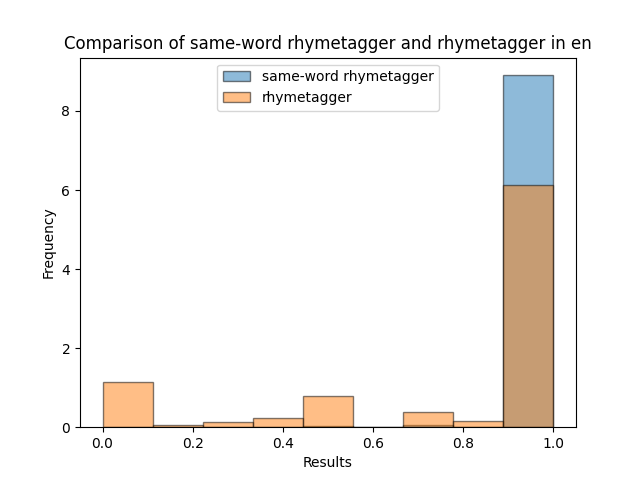 Comparison of same-word rhymetagger and rhymetagger in en
same-word rhymetagger
rhymetagger
8
6
4
2
0
Frequency
0.0 0.2 0.4 0.6 0.8 1.0
Results